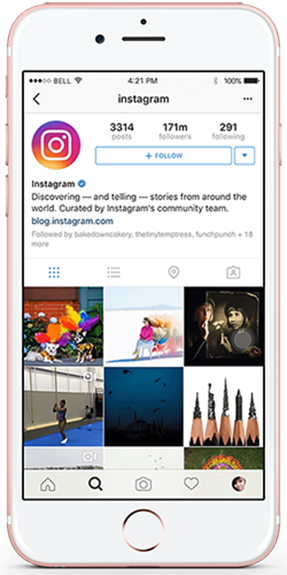 BELL 4:21 PM 100%
instagram
3314 171m 291
posts followers following
+ FOLLOW
Instagram
Discovering — and telling — stories from around the
world. Curated by Instagram's community team.
blog.instagram.com
Followed by bakedowncakery, thetinytemptress, funchpunch + 18
more